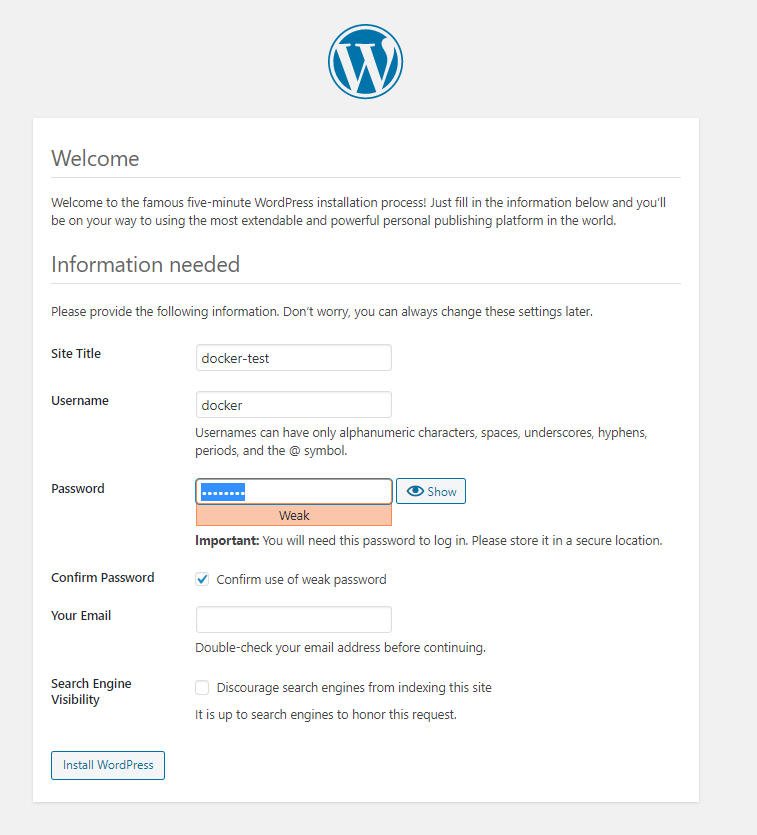 Welcome
Welcome to the famous five-minute WordPress installation process! Just fill in the information below and you’ll
be on your way to using the most extendable and powerful personal publishing platform in the world.
Information needed
Please provide the following information. Don’t worry, you can always change these settings later.
Site Title
docker-test
Username
docker
Usernames can have only alphanumeric characters, spaces, underscores, hyphens,
periods, and the @ symbol.
Password
••••••••
Show
Weak
Important: You will need this password to log in. Please store it in a secure location.
Confirm Password
Confirm use of weak password
Your Email
Double-check your email address before continuing.
Search Engine
Visibility
Discourage search engines from indexing this site
It is up to search engines to honor this request.
Install WordPress